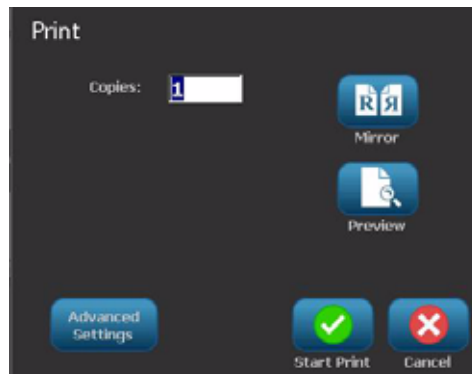 Print
Copies: 1
R Я
Mirror
Preview
Advanced
Settings
Start Print
Cancel